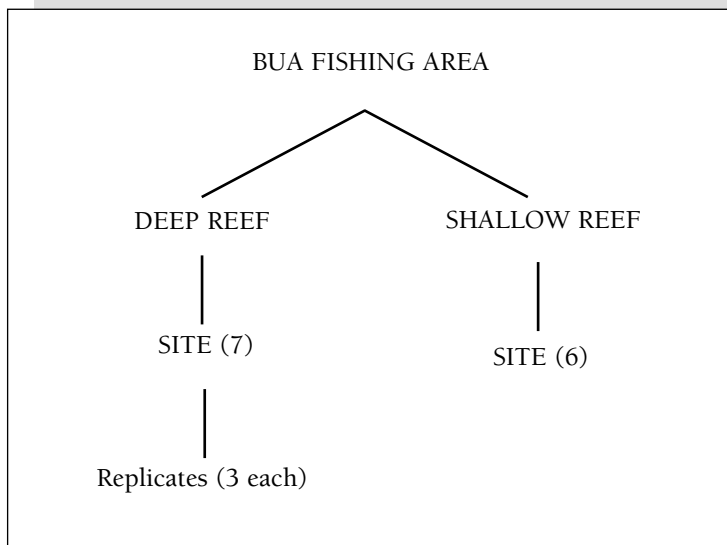 BUA FISHING AREA
DEEP REEF
SHALLOW REEF
SITE (7)
SITE (6)
Replicates (3 each)